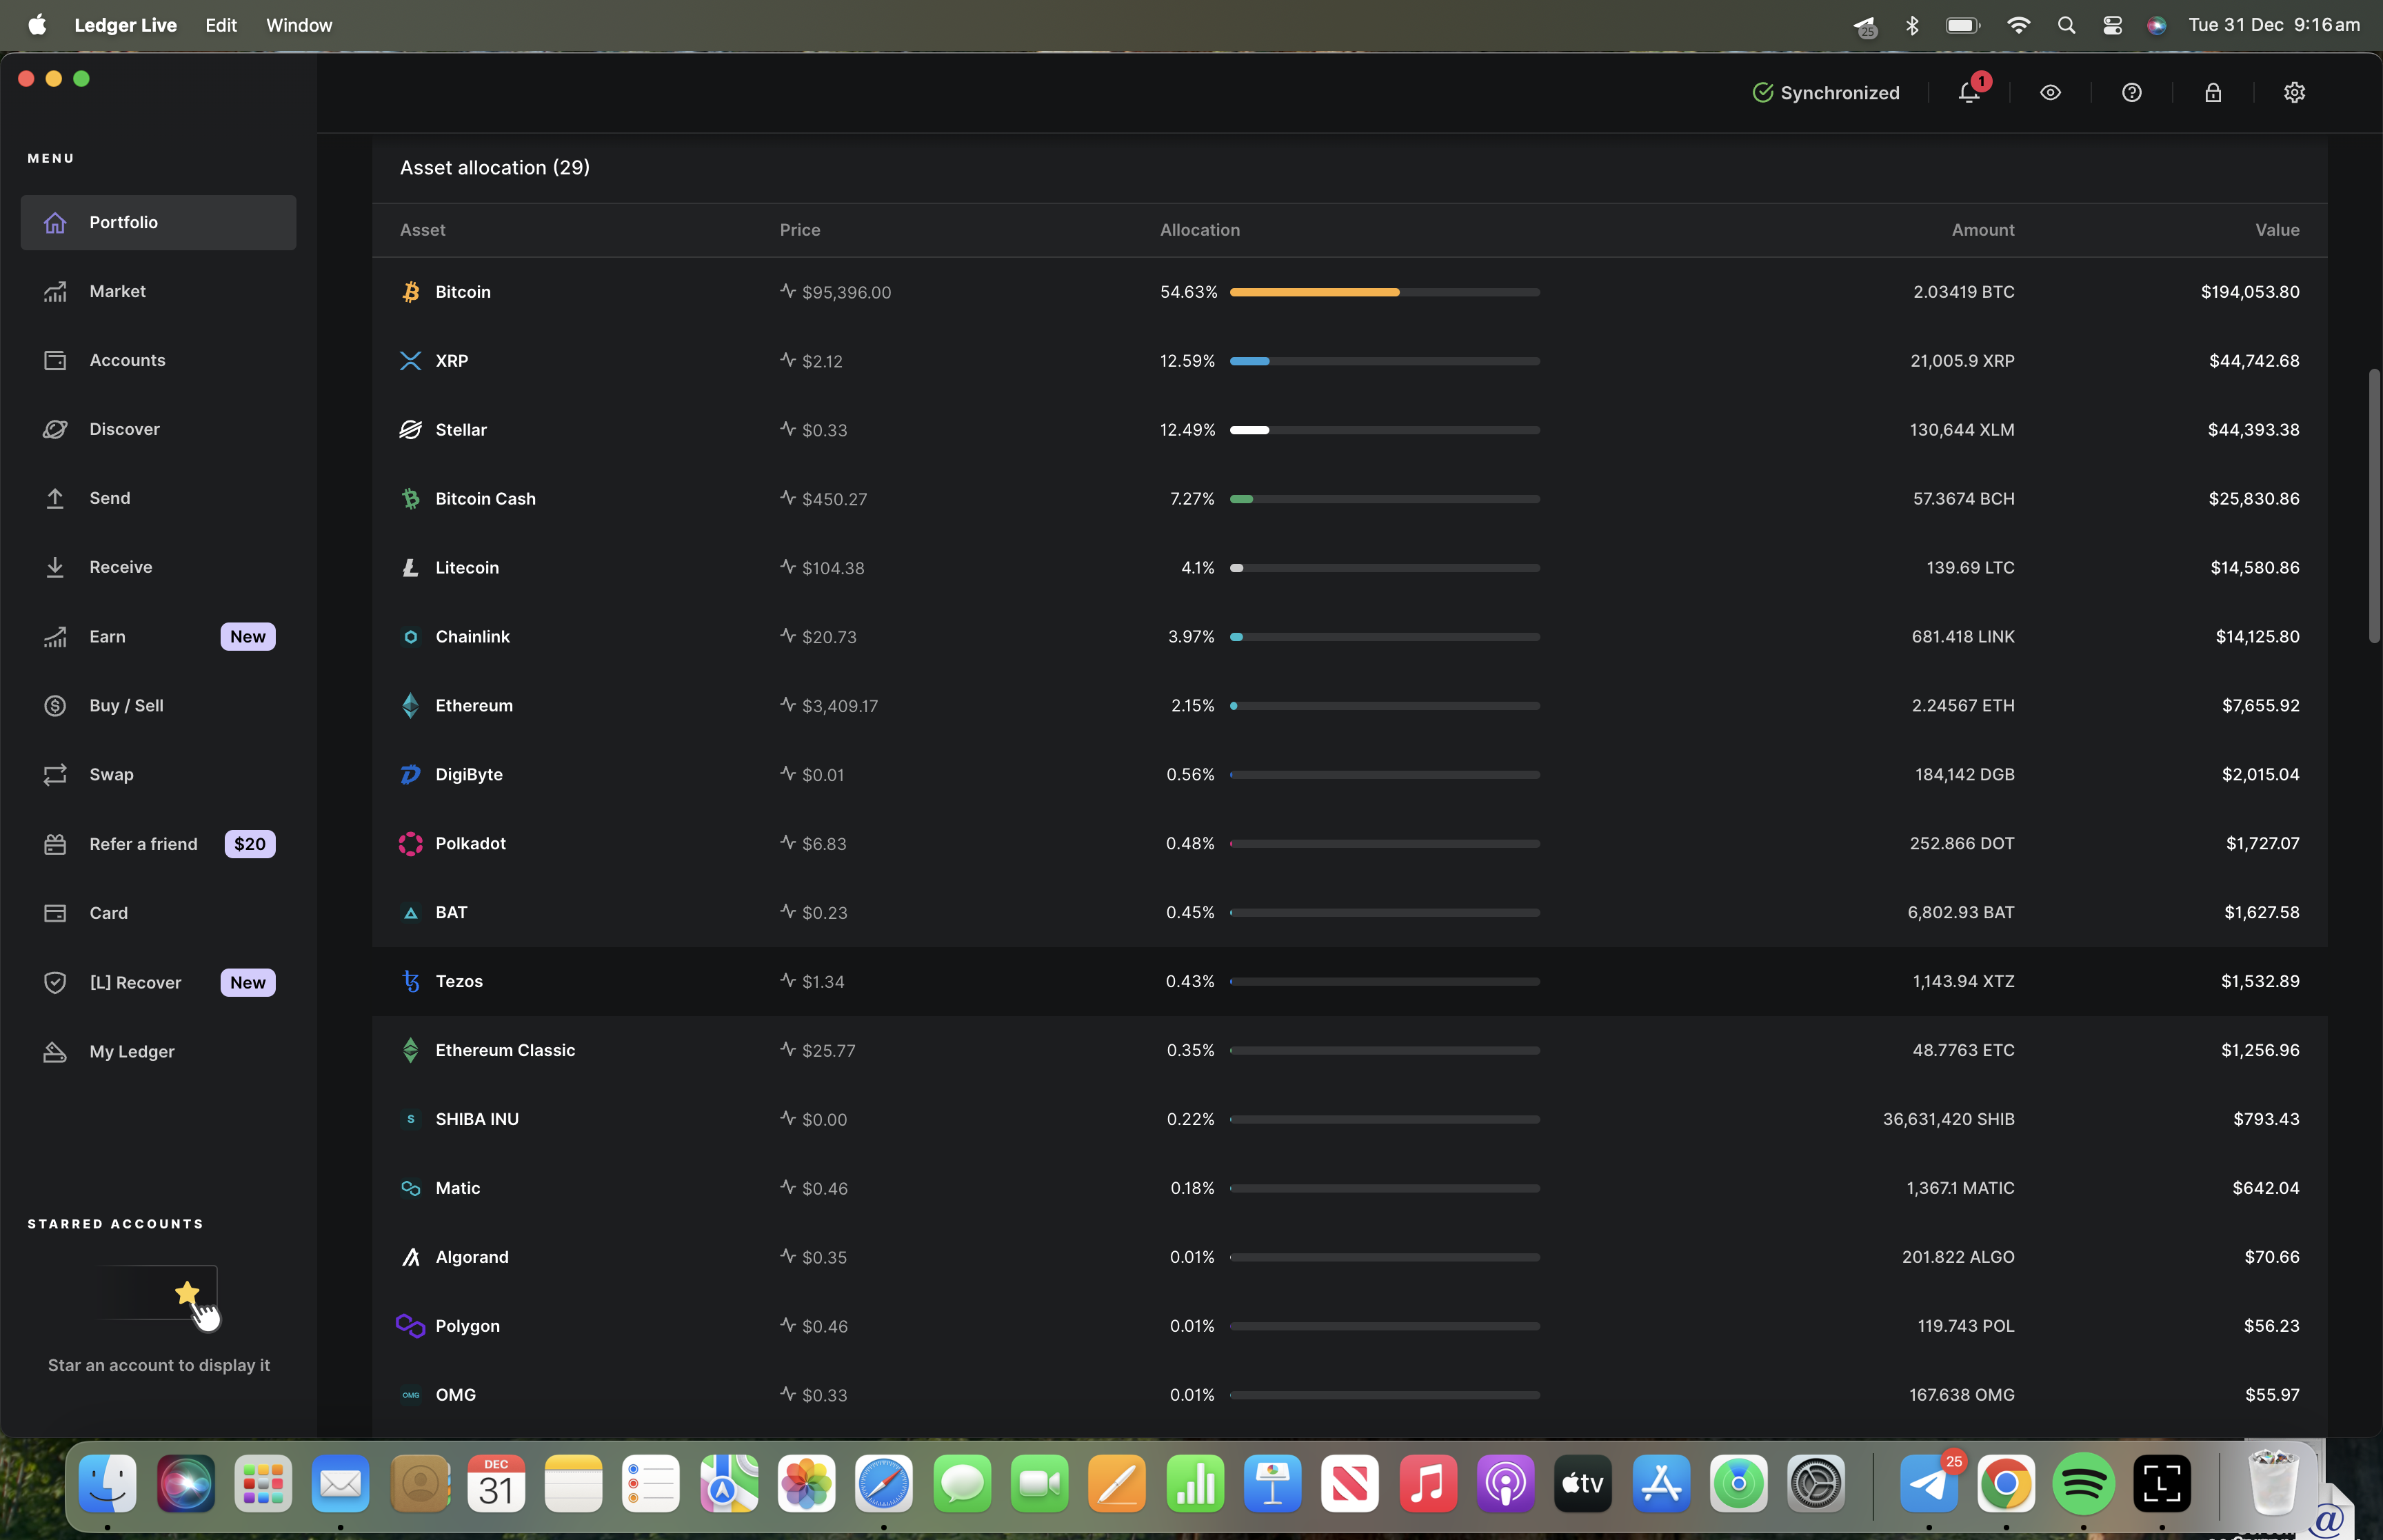 Ledger Live Edit Window 25 Tue 31 Dec 9:16 am
Synchronized 1
MENU
Portfolio
Market
Accounts
Discover
Send
Receive
Earn New
Buy / Sell
Swap
Refer a friend $20
Card
[L] Recover New
My Ledger
STARRED ACCOUNTS
Star an account to display it
Asset allocation (29)
Asset Price Allocation Amount Value
Bitcoin $95,396.00 54.63% 2.03419 BTC $194,053.80
XRP $2.12 12.59% 21,005.9 XRP $44,742.68
Stellar $0.33 12.49% 130,644 XLM $44,393.38
Bitcoin Cash $450.27 7.27% 57.3674 BCH $25,830.86
Litecoin $104.38 4.1% 139.69 LTC $14,580.86
Chainlink $20.73 3.97% 681.418 LINK $14,125.80
Ethereum $3,409.17 2.15% 2.24567 ETH $7,655.92
DigiByte $0.01 0.56% 184,142 DGB $2,015.04
Polkadot $6.83 0.48% 252.866 DOT $1,727.07
BAT $0.23 0.45% 6,802.93 BAT $1,627.58
Tezos $1.34 0.43% 1,143.94 XTZ $1,532.89
Ethereum Classic $25.77 0.35% 48.7763 ETC $1,256.96
S SHIBA INU $0.00 0.22% 36,631,420 SHIB $793.43
Matic $0.46 0.18% 1,367.1 MATIC $642.04
Algorand $0.35 0.01% 201.822 ALGO $70.66
Polygon $0.46 0.01% 119.743 POL $56.23
OMG OMG $0.33 0.01% 167.638 OMG $55.97
DEC
31
tv
25
@